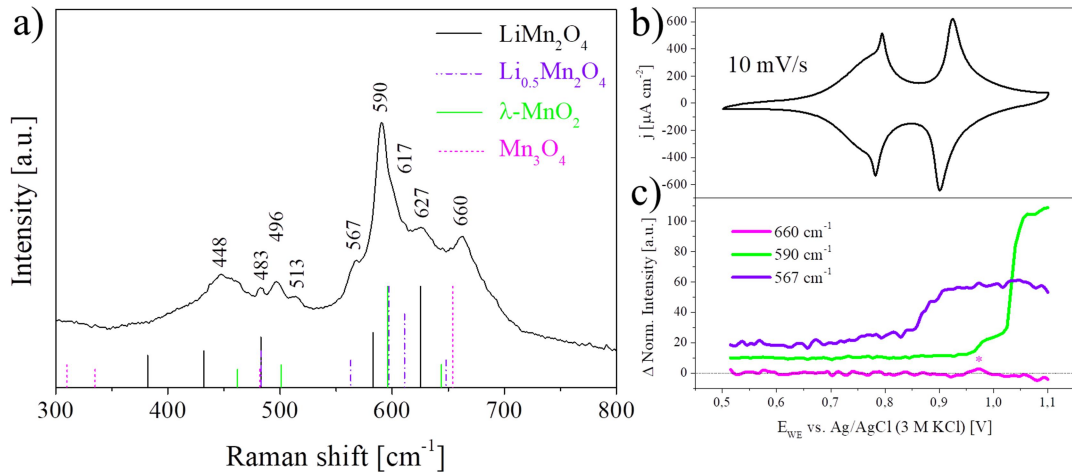 a)
LiMn₂O₄
Li₀.₅Mn₂O₄
λ-MnO₂
Mn₃O₄
448
483
496
513
567
590
617
627
660
Intensity [a.u.]
300 400 500 600 700 800
Raman shift [cm⁻¹]
b)
10 mV/s
j [µA cm⁻²]
600
400
200
0
-200
-400
-600
c)
660 cm⁻¹
590 cm⁻¹
567 cm⁻¹
*
Δ Norm. Intensity [a.u.]
100
80
60
40
20
0
0,5 0,6 0,7 0,8 0,9 1,0 1,1
E_WE vs. Ag/AgCl (3 M KCl) [V]